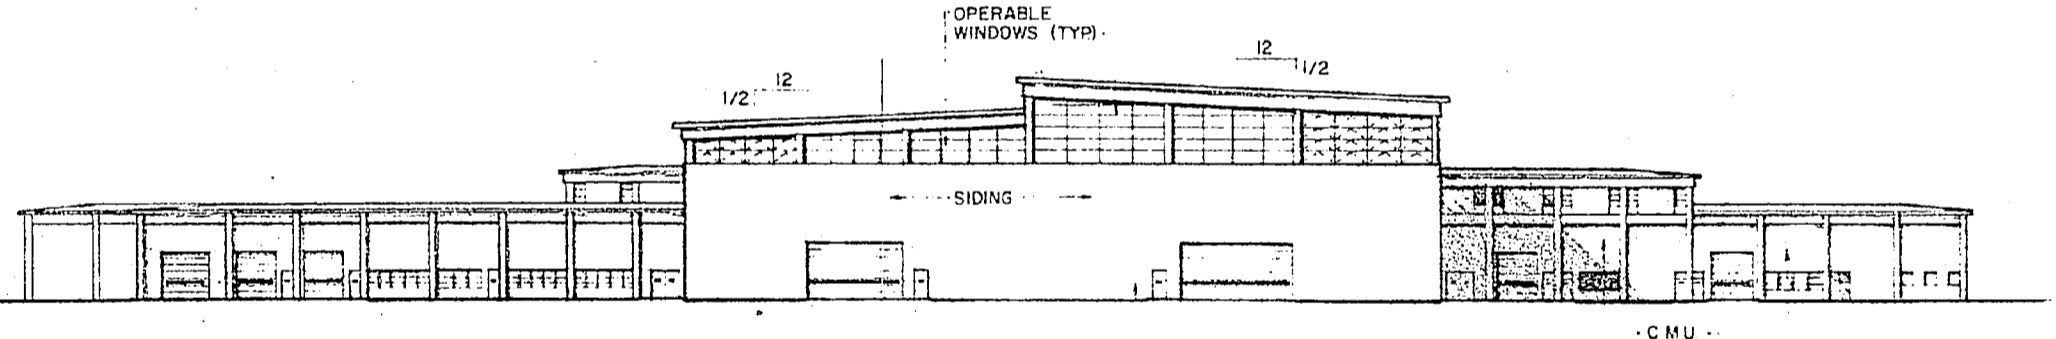 OPERABLE
WINDOWS (TYP).
12
1/2
12
1/2
SIDING
CMU